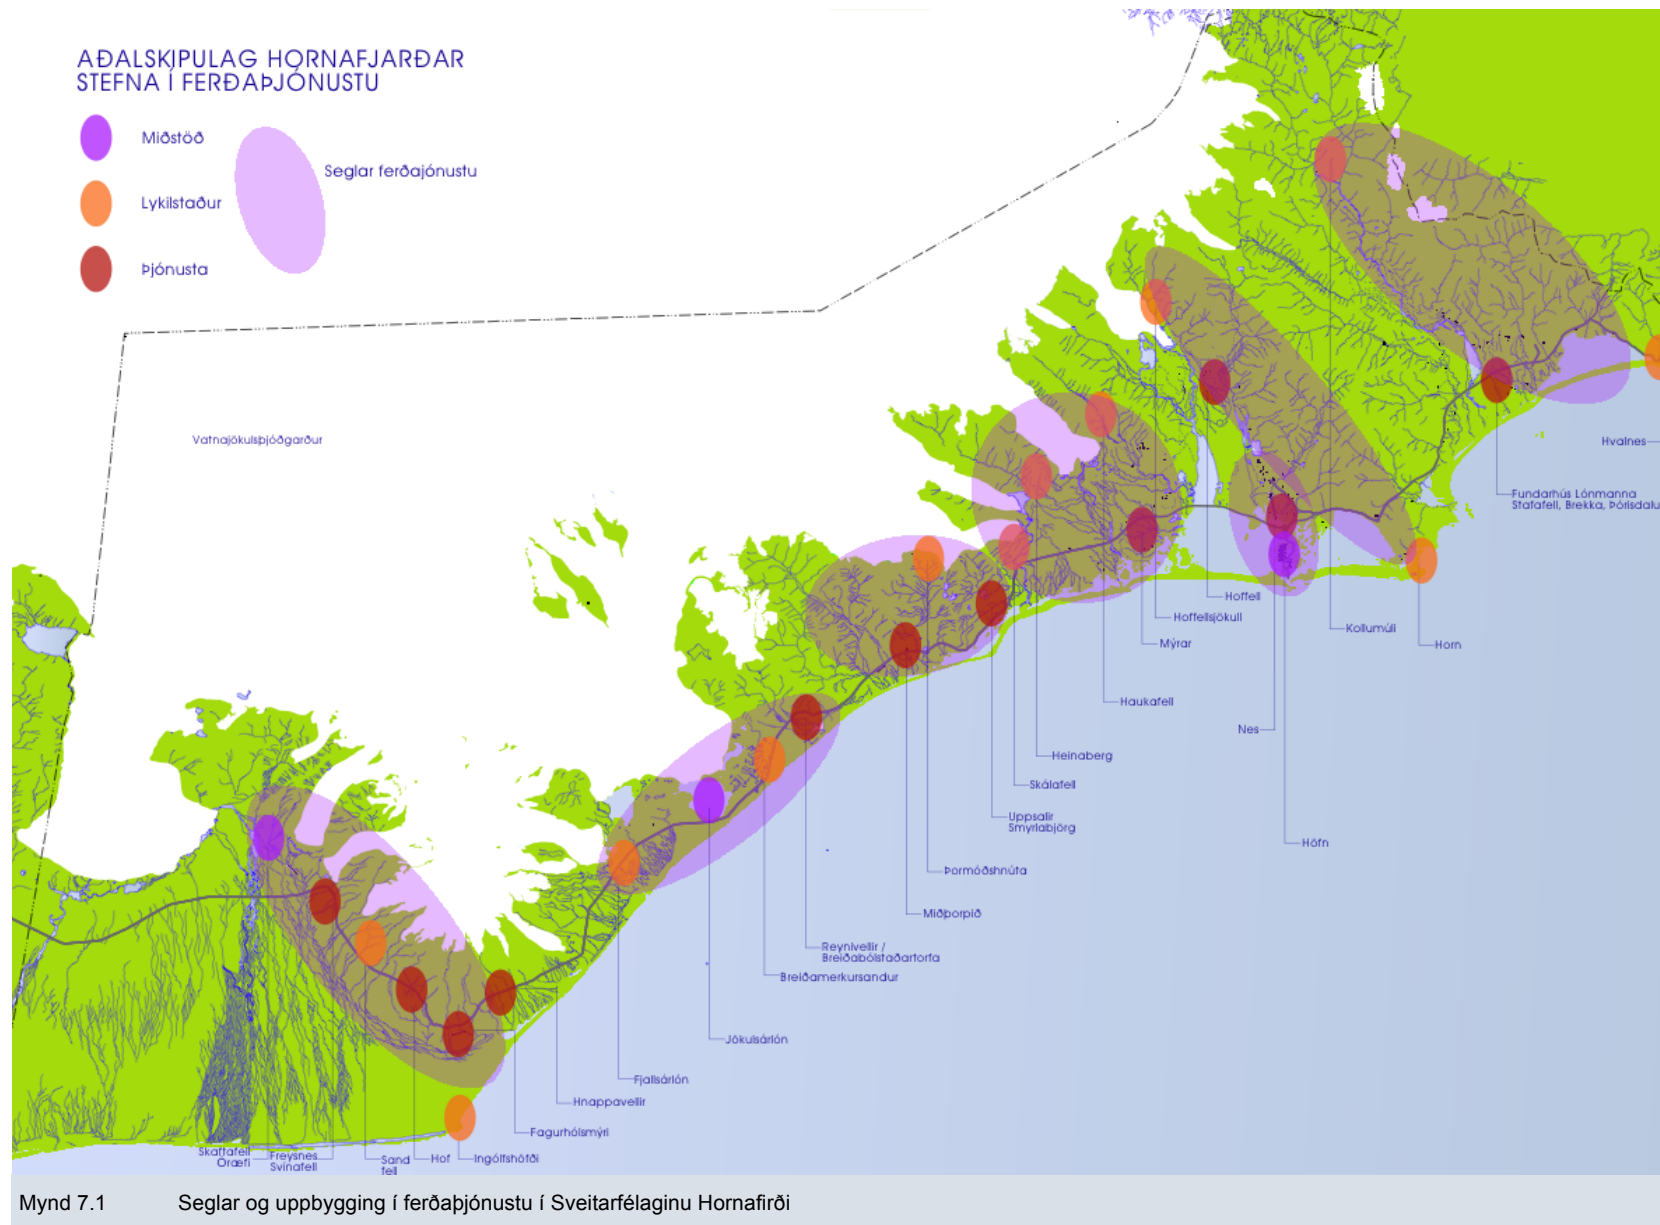 AÐALSKIPULAG HORNAFJARÐAR
STEFNA Í FERÐAÞJÓNUSTU
Miðstöð
Lykilstaður
Þjónusta
Seglar ferðajónustu
Vatnajökulsþjóðgarður
Hvalnes
Fundarhús Lónmanna
Stafafell, Brekka, Þórisdalu
Hoffell
Hoffellsjökull
Kollumúli
Mýrar
Horn
Haukafell
Nes
Heinaberg
Skálafell
Uppsalir
Smyrlabjörg
Höfn
Þormóðshnúta
Miðþorpið
Reynivellir /
Breiðabólstaðartorfa
Breiðamerkursandur
Jökulsárlón
Fjallsárlón
Hnappavellir
Fagurhólsmýri
Skaftafell
Öræfi
Freysnes
Svínafell
Sand
fell
Hof
Ingólfshöfði
Mynd 7.1 Seglar og uppbygging í ferðaþjónustu í Sveitarfélaginu Hornafirði